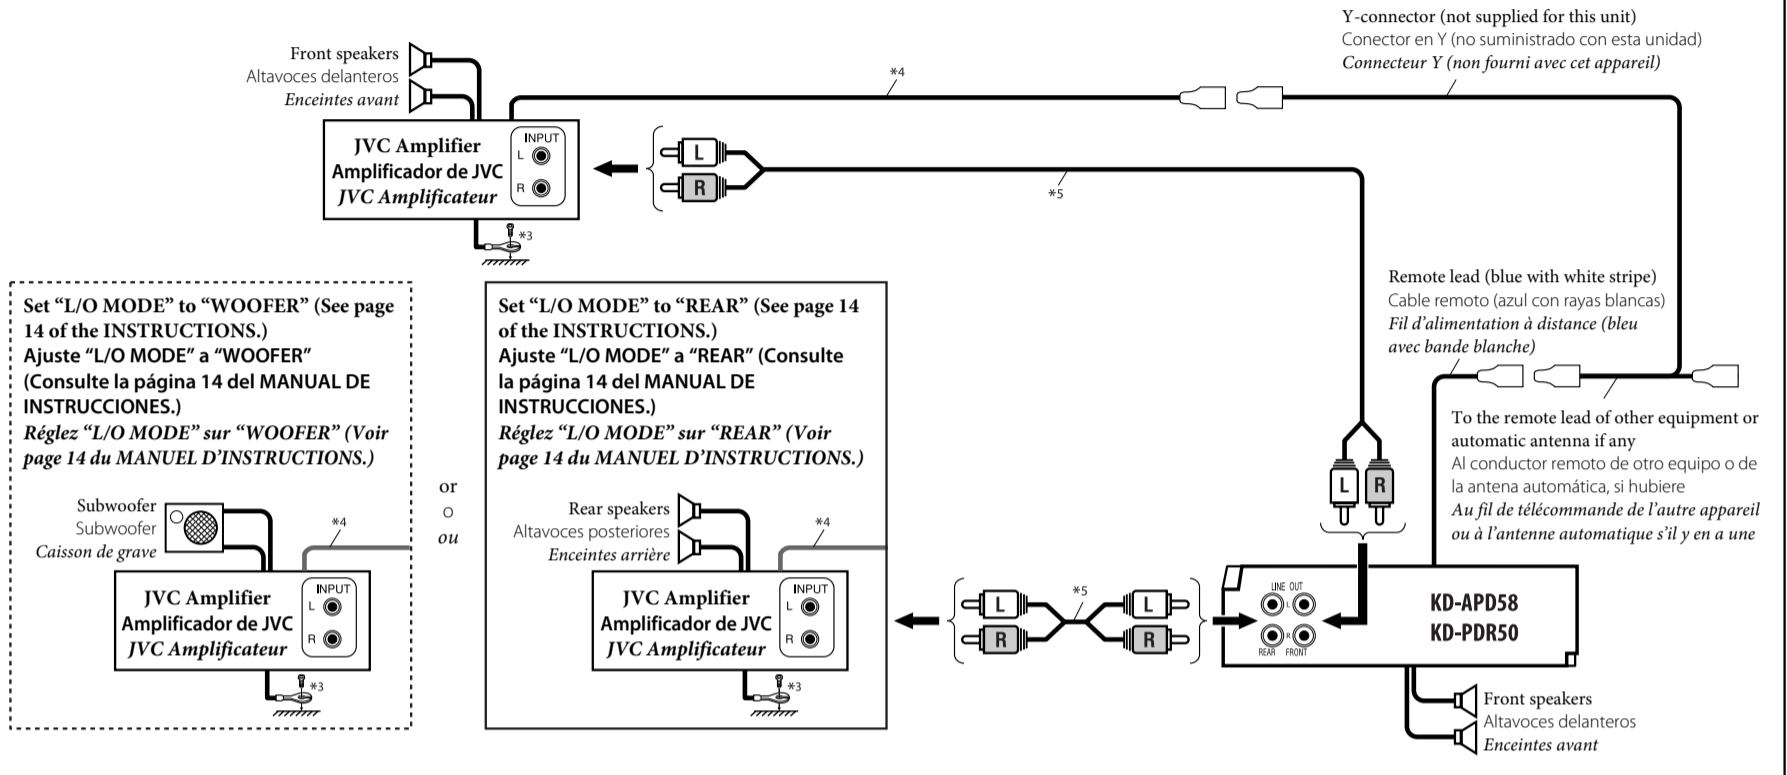 Y-connector (not supplied for this unit)
Conector en Y (no suministrado con esta unidad)
Connecteur Y (non fourni avec cet appareil)
Front speakers
Altavoces delanteros
Enceintes avant
*4
JVC Amplifier
Amplificador de JVC
JVC Amplificateur
INPUT
L
R
L
R
*5
*3
Remote lead (blue with white stripe)
Cable remoto (azul con rayas blancas)
Fil d'alimentation à distance (bleu
avec bande blanche)
To the remote lead of other equipment or
automatic antenna if any
Al conductor remoto de otro equipo o de
la antena automática, si hubiere
Au fil de télécommande de l'autre appareil
ou à l'antenne automatique s'il y en a une
Set “L/O MODE” to “WOOFER” (See page
14 of the INSTRUCTIONS.)
Ajuste “L/O MODE” a “WOOFER”
(Consulte la página 14 del MANUAL DE
INSTRUCCIONES.)
Réglez “L/O MODE” sur “WOOFER” (Voir
page 14 du MANUEL D'INSTRUCTIONS.)
Subwoofer
Subwoofer
Caisson de grave
*4
JVC Amplifier
Amplificador de JVC
JVC Amplificateur
INPUT
L
R
*3
or
o
ou
Set “L/O MODE” to “REAR” (See page 14
of the INSTRUCTIONS.)
Ajuste “L/O MODE” a “REAR” (Consulte
la página 14 del MANUAL DE
INSTRUCCIONES.)
Réglez “L/O MODE” sur “REAR” (Voir
page 14 du MANUEL D'INSTRUCTIONS.)
Rear speakers
Altavoces posteriores
Enceintes arrière
*4
JVC Amplifier
Amplificador de JVC
JVC Amplificateur
INPUT
L
R
*3
L
R
*5
L
R
L
R
LINE OUT
L
R
REAR FRONT
KD-APD58
KD-PDR50
Front speakers
Altavoces delanteros
Enceintes avant